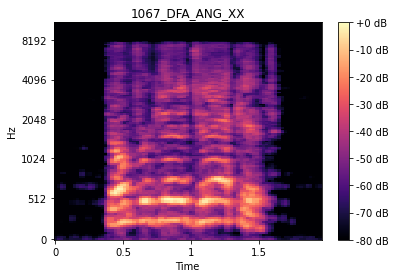 1067_DFA_ANG_XX
+0 dB
8192
-10 dB
4096
-20 dB
-30 dB
2048
Hz
-40 dB
1024
-50 dB
512
-60 dB
-70 dB
0
-80 dB
0
0.5
1
1.5
Time